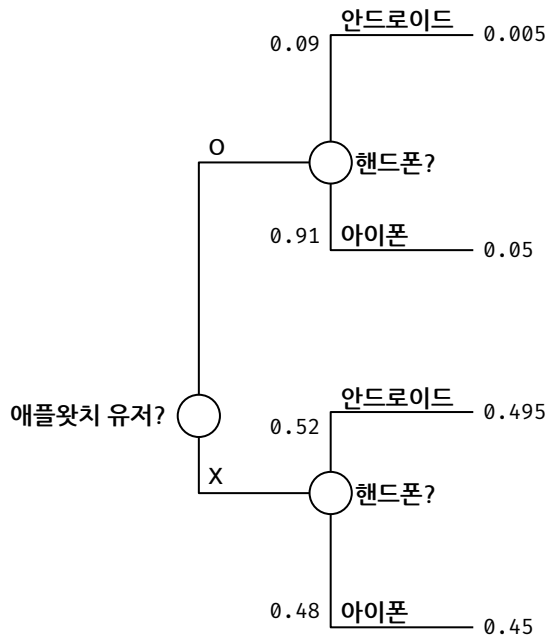 안드로이드
0.09
0.005
O
핸드폰?
0.91
아이폰
0.05
애플왓치 유저?
안드로이드
0.52
0.495
X
핸드폰?
0.48
아이폰
0.45